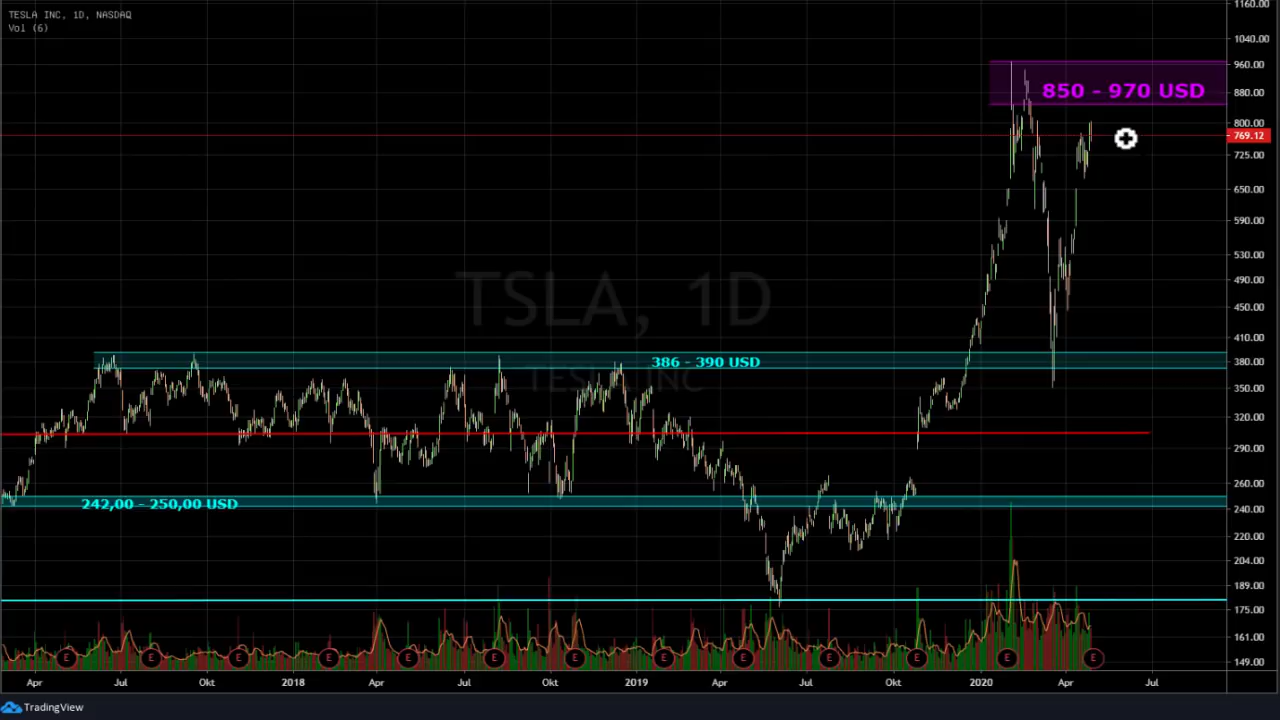 TESLA INC, 1D, NASDAQ
Vol (6)
1160.00
1040.00
960.00
850 - 970 USD
880.00
800.00
769.12
725.00
650.00
590.00
530.00
TSLA, 1D
490.00
450.00
410.00
386 - 390 USD
380.00
TESLA INC
350.00
320.00
290.00
260.00
242,00 - 250,00 USD
240.00
220.00
204.00
189.00
175.00
161.00
E E E E E E E E E E E E E
149.00
Apr Jul Okt 2018 Apr Jul Okt 2019 Apr Jul Okt 2020 Apr Jul
TradingView